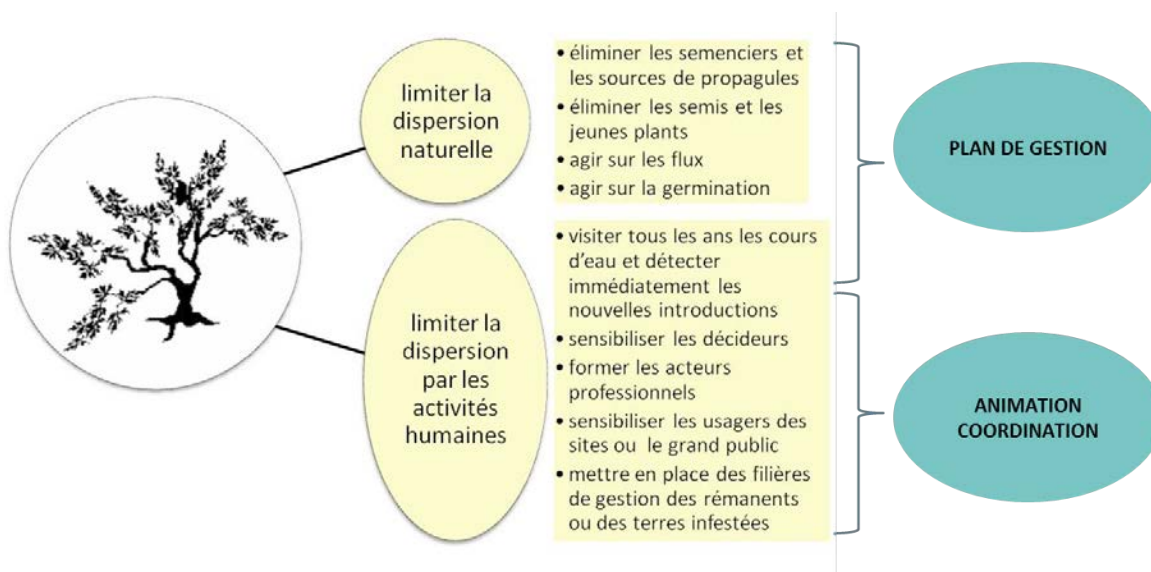 limiter la
dispersion
naturelle
• éliminer les semenciers et
les sources de propagules
• éliminer les semis et les
jeunes plants
• agir sur les flux
• agir sur la germination
PLAN DE GESTION
limiter la
dispersion
par les
activités
humaines
• visiter tous les ans les cours
d'eau et détecter
immédiatement les
nouvelles introductions
• sensibiliser les décideurs
• former les acteurs
professionnels
• sensibiliser les usagers des
sites ou le grand public
• mettre en place des filières
de gestion des rémanents
ou des terres infestées
ANIMATION
COORDINATION